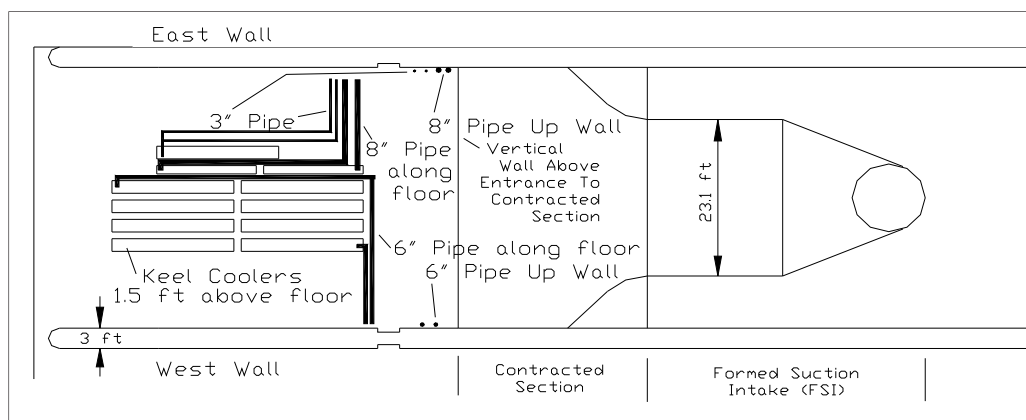 East Wall
3" Pipe
8" Pipe
along
floor
8" Pipe Up Wall
Vertical
Wall Above
Entrance To
Contracted
Section
23.1 ft
6" Pipe along floor
6" Pipe Up Wall
Keel Coolers
1.5 ft above floor
3 ft
West Wall
Contracted
Section
Formed Suction
Intake (FSI)